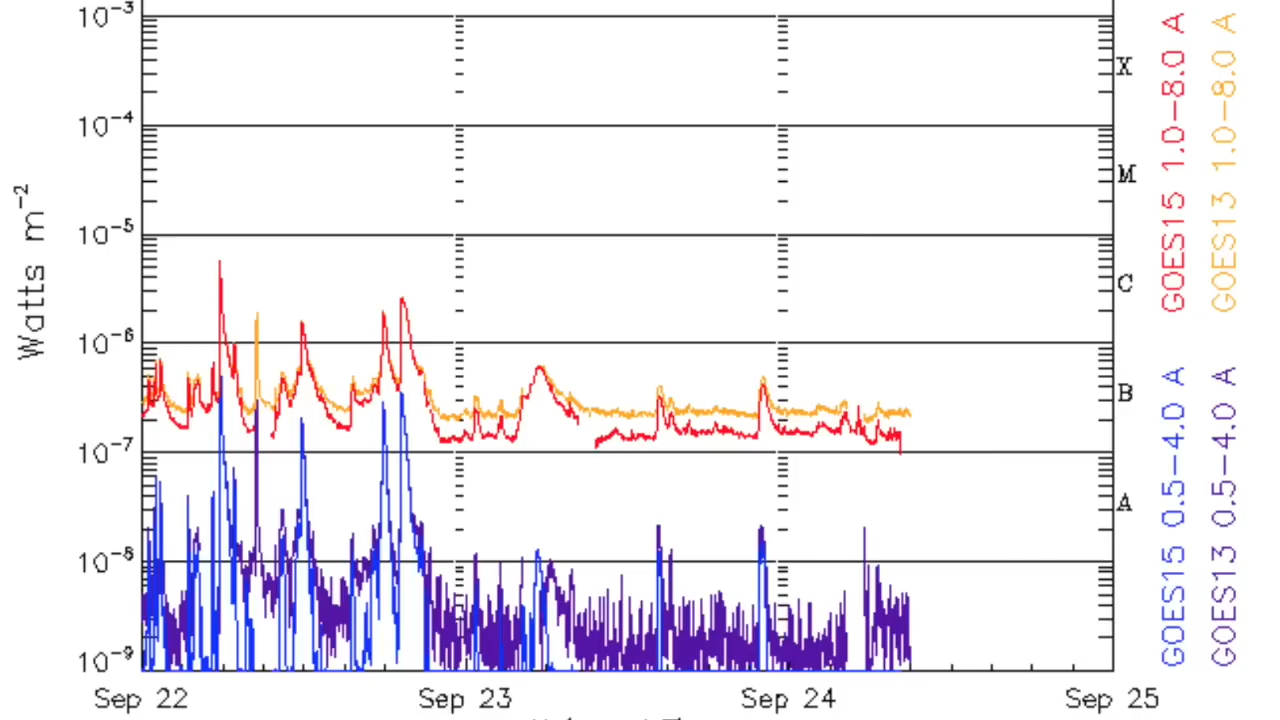 10−3
10−4
10−5
10−6
10−7
10−8
10−9
Watts m−2
X
M
C
B
A
Sep 22
Sep 23
Sep 24
Sep 25
GOES15 1.0−8.0 A
GOES13 1.0−8.0 A
GOES15 0.5−4.0 A
GOES13 0.5−4.0 A